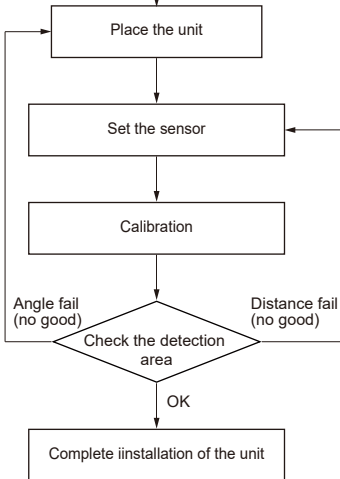 Place the unit
Set the sensor
Calibration
Angle fail
(no good)
Distance fail
(no good)
Check the detection
area
OK
Complete iinstallation of the unit